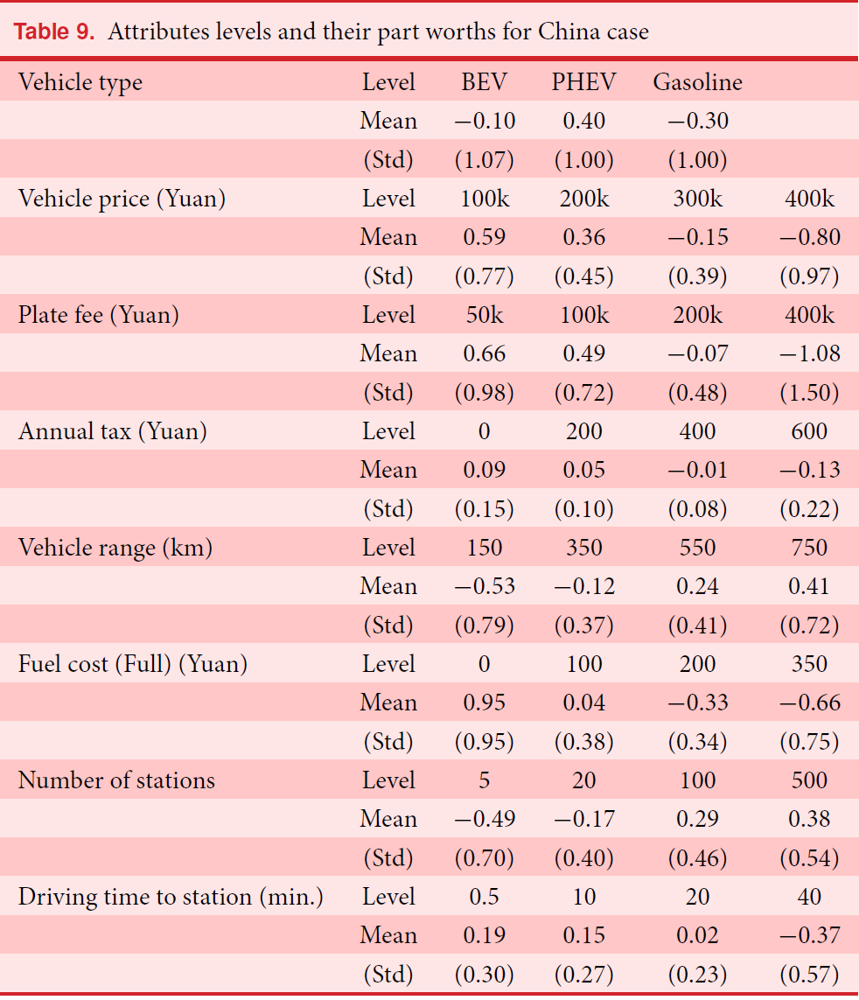 Table 9. Attributes levels and their part worths for China case
Vehicle type Level BEV PHEV Gasoline
Mean −0.10 0.40 −0.30
(Std) (1.07) (1.00) (1.00)
Vehicle price (Yuan) Level 100k 200k 300k 400k
Mean 0.59 0.36 −0.15 −0.80
(Std) (0.77) (0.45) (0.39) (0.97)
Plate fee (Yuan) Level 50k 100k 200k 400k
Mean 0.66 0.49 −0.07 −1.08
(Std) (0.98) (0.72) (0.48) (1.50)
Annual tax (Yuan) Level 0 200 400 600
Mean 0.09 0.05 −0.01 −0.13
(Std) (0.15) (0.10) (0.08) (0.22)
Vehicle range (km) Level 150 350 550 750
Mean −0.53 −0.12 0.24 0.41
(Std) (0.79) (0.37) (0.41) (0.72)
Fuel cost (Full) (Yuan) Level 0 100 200 350
Mean 0.95 0.04 −0.33 −0.66
(Std) (0.95) (0.38) (0.34) (0.75)
Number of stations Level 5 20 100 500
Mean −0.49 −0.17 0.29 0.38
(Std) (0.70) (0.40) (0.46) (0.54)
Driving time to station (min.) Level 0.5 10 20 40
Mean 0.19 0.15 0.02 −0.37
(Std) (0.30) (0.27) (0.23) (0.57)